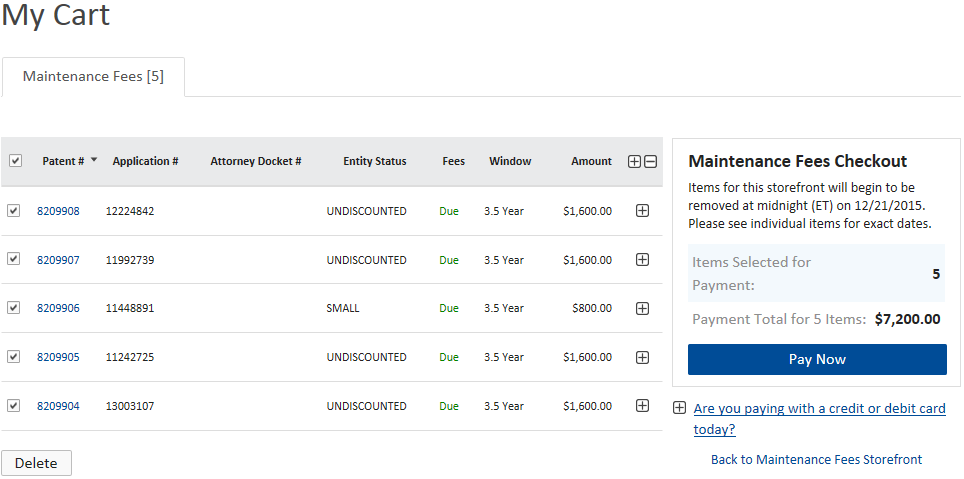 My Cart
Maintenance Fees [5]
Patent # Application # Attorney Docket # Entity Status Fees Window Amount
8209908 12224842 UNDISCOUNTED Due 3.5 Year $1,600.00
8209907 11992739 UNDISCOUNTED Due 3.5 Year $1,600.00
8209906 11448891 SMALL Due 3.5 Year $800.00
8209905 11242725 UNDISCOUNTED Due 3.5 Year $1,600.00
8209904 13003107 UNDISCOUNTED Due 3.5 Year $1,600.00
Delete
Maintenance Fees Checkout
Items for this storefront will begin to be
removed at midnight (ET) on 12/21/2015.
Please see individual items for exact dates.
Items Selected for
Payment: 5
Payment Total for 5 Items: $7,200.00
Pay Now
Are you paying with a credit or debit card
today?
Back to Maintenance Fees Storefront